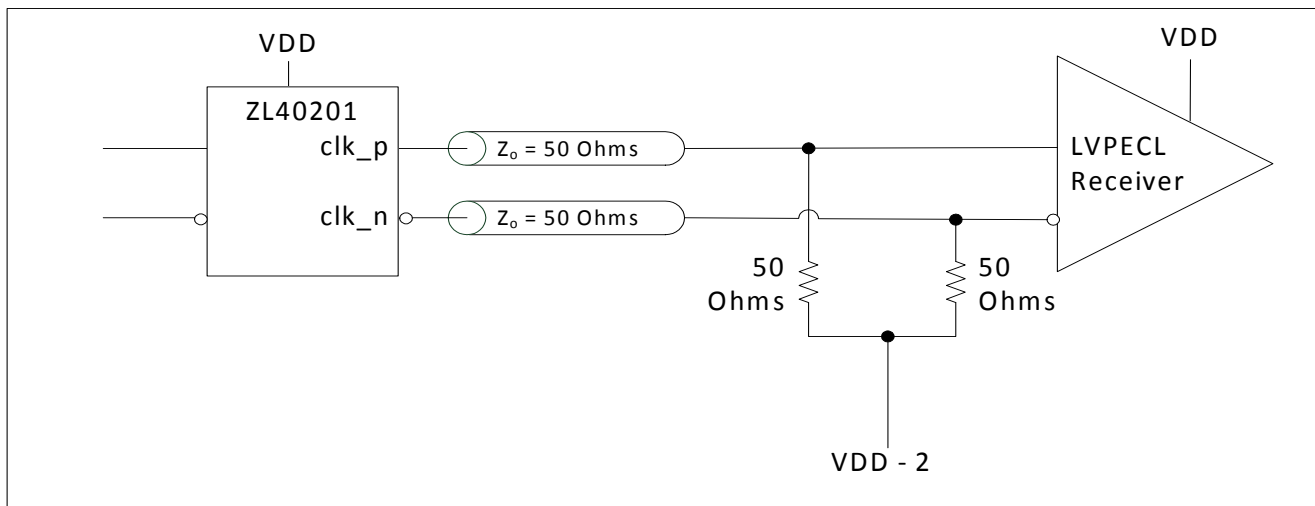 VDD
VDD
ZL40201
clk_p
Zₒ = 50 Ohms
LVPECL
Receiver
clk_n
Zₒ = 50 Ohms
50
Ohms
50
Ohms
VDD - 2